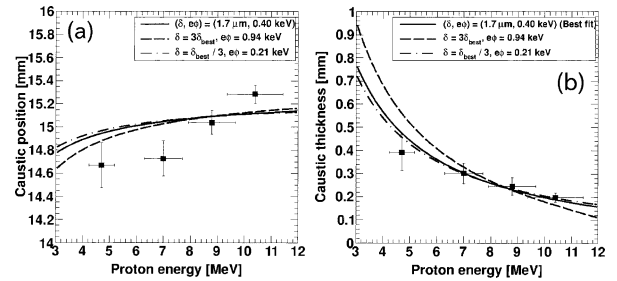 (a)
(δ, eφ) = (1.7 μm, 0.40 keV)
δ = 3δbest, eφ = 0.94 keV
δ = δbest / 3, eφ = 0.21 keV
Caustic position [mm]
16
15.8
15.6
15.4
15.2
15
14.8
14.6
14.4
14.2
14
3 4 5 6 7 8 9 10 11 12
Proton energy [MeV]
(δ, eφ) = (1.7 μm, 0.40 keV) (Best fit)
δ = 3δbest, eφ = 0.94 keV
δ = δbest / 3, eφ = 0.21 keV
(b)
Caustic thickness [mm]
1
0.9
0.8
0.7
0.6
0.5
0.4
0.3
0.2
0.1
0
3 4 5 6 7 8 9 10 11 12
Proton energy [MeV]